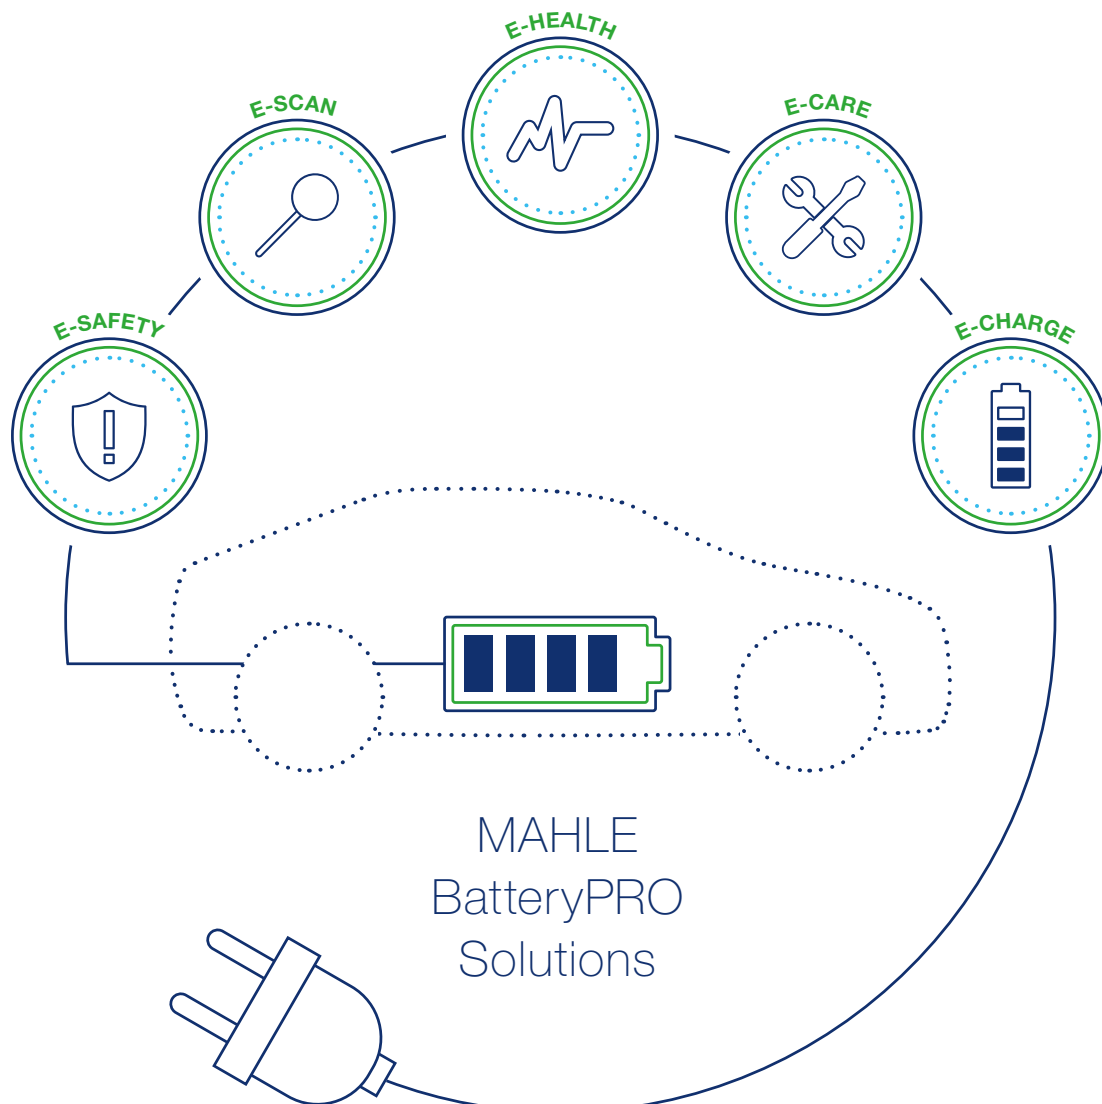 E-HEALTH
E-SCAN
E-CARE
E-SAFETY
E-CHARGE
MAHLE
BatteryPRO
Solutions